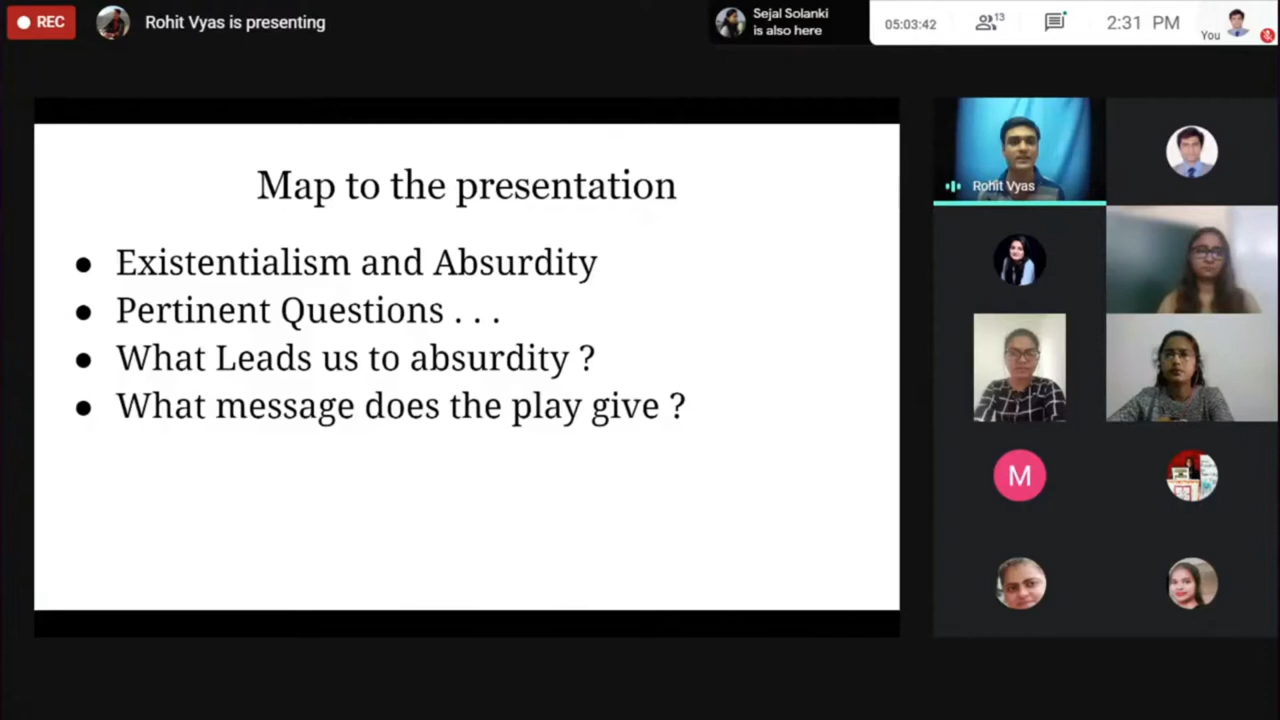 REC
Rohit Vyas is presenting
Sejal Solanki
is also here
05:03:42
13
2:31 PM
You
Map to the presentation
● Existentialism and Absurdity
● Pertinent Questions . . .
● What Leads us to absurdity ?
● What message does the play give ?
Rohit Vyas
M